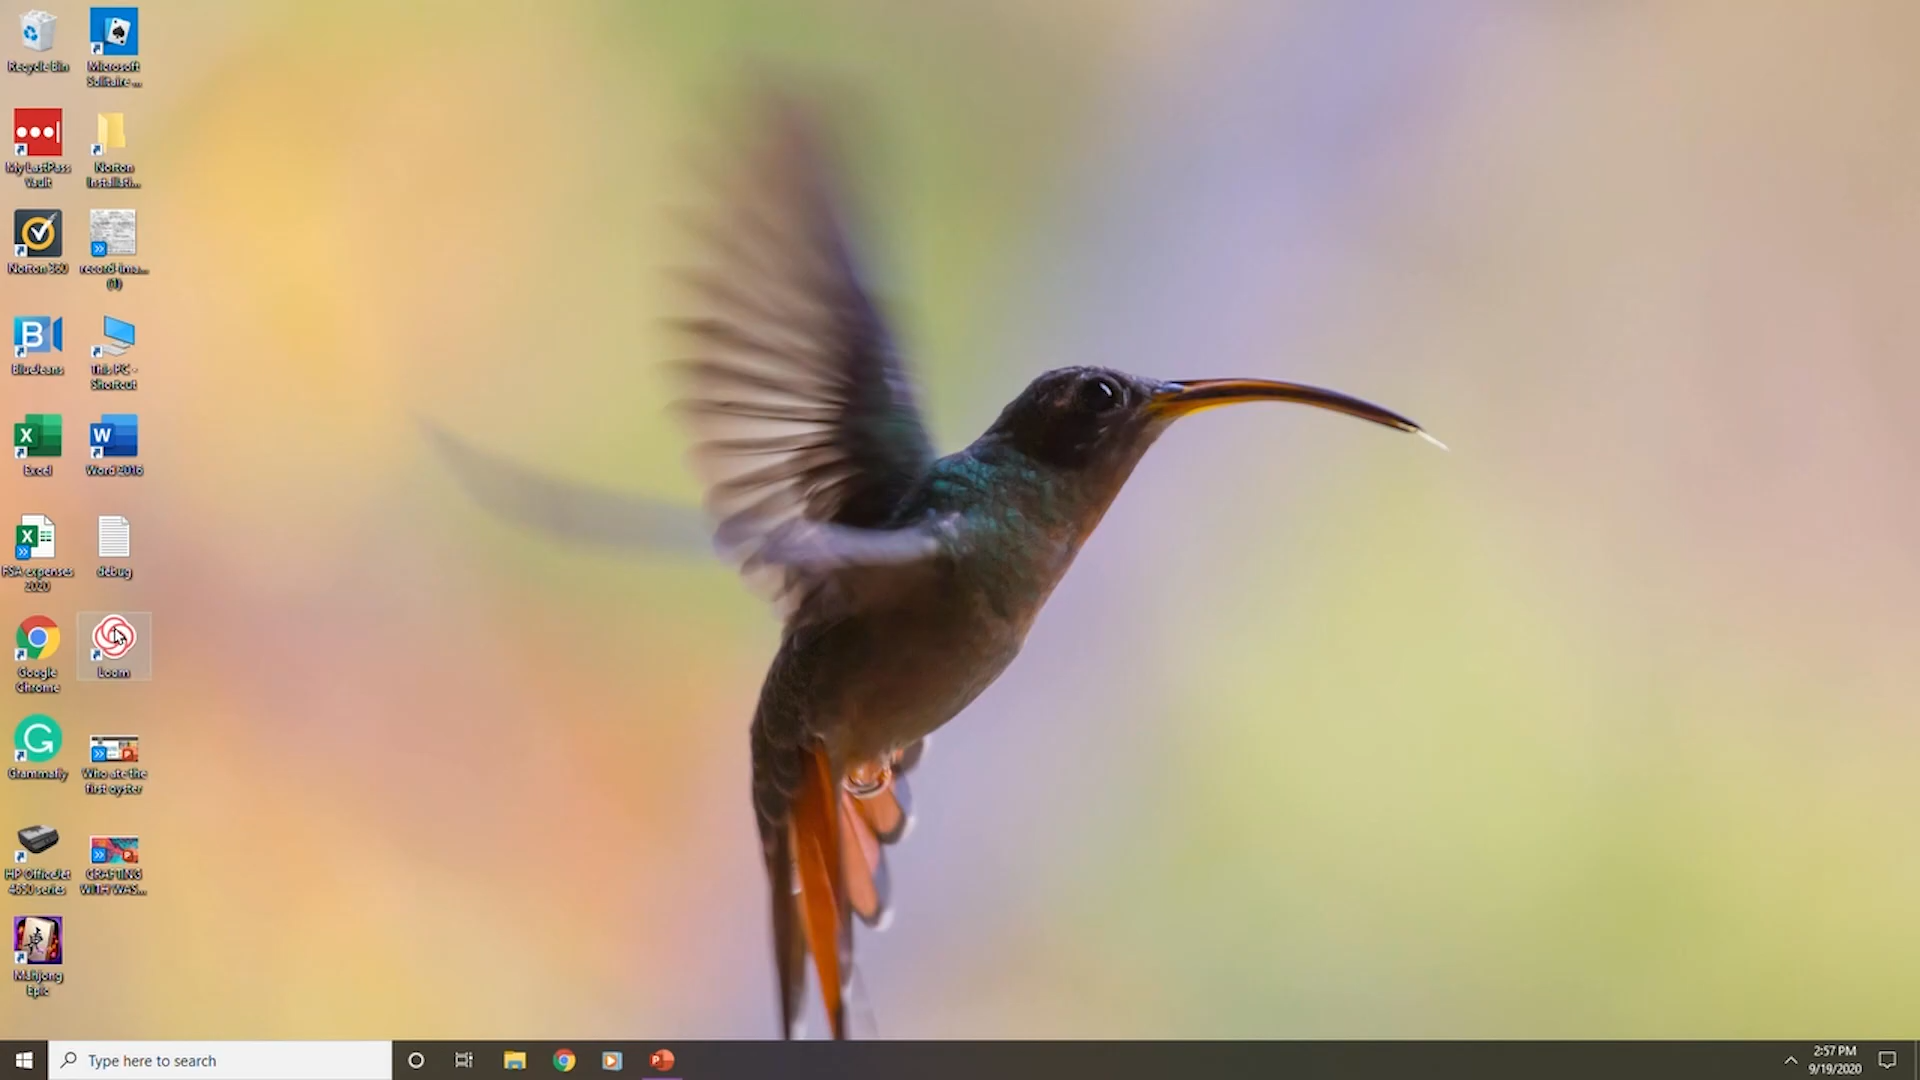 Recycle Bin
Microsoft
Solitaire ...
My LastPass
Vault
Norton
Installati...
Norton 360
record-ima...
(1)
BlueJeans
This PC -
Shortcut
Excel
Word 2016
FSA expenses
2020
debug
Google
Chrome
Loom
Grammarly
Who ate the
first oyster
HP OfficeJet
4650 series
CRAFTING
WITH WAS...
Mahjong
Epic
Type here to search
2:57 PM
9/19/2020